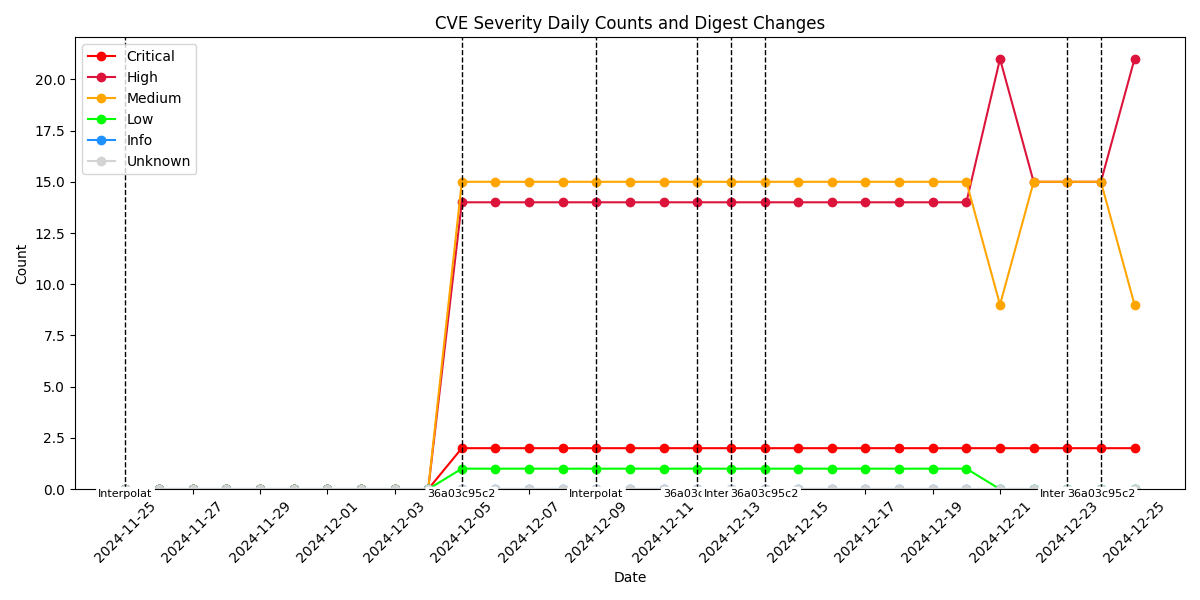 CVE Severity Daily Counts and Digest Changes
Critical
High
Medium
Low
Info
Unknown
20.0
17.5
15.0
12.5
10.0
7.5
5.0
2.5
0.0
Count
Interpolat
36a03c95c2
Interpolat
36a03c
Inter
36a03c95c2
Inter
36a03c95c2
2024-11-25
2024-11-27
2024-11-29
2024-12-01
2024-12-03
2024-12-05
2024-12-07
2024-12-09
2024-12-11
2024-12-13
2024-12-15
2024-12-17
2024-12-19
2024-12-21
2024-12-23
2024-12-25
Date